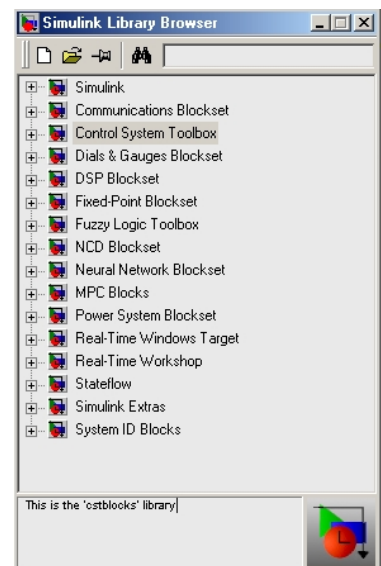 Simulink Library Browser
Simulink
Communications Blockset
Control System Toolbox
Dials & Gauges Blockset
DSP Blockset
Fixed-Point Blockset
Fuzzy Logic Toolbox
NCD Blockset
Neural Network Blockset
MPC Blocks
Power System Blockset
Real-Time Windows Target
Real-Time Workshop
Stateflow
Simulink Extras
System ID Blocks
This is the 'cstblocks' library